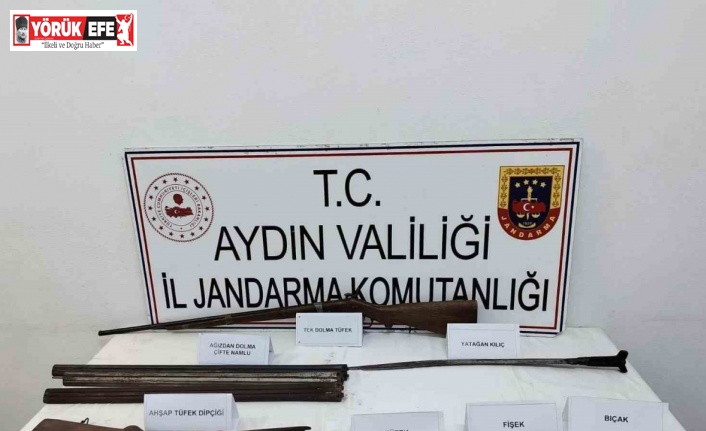 YÖRÜK EFE
"İlkeli ve Doğru Haber"
T.C.
AYDIN VALİLİĞİ
İL JANDARMA KOMUTANLIĞI
JANDARMA
TEK DOLMA TÜFEK
AĞIZDAN DOLMA
ÇİFTE NAMLU
YATAĞAN KILIÇ
AHŞAP TÜFEK DİPÇİĞİ
FİŞEK
BIÇAK